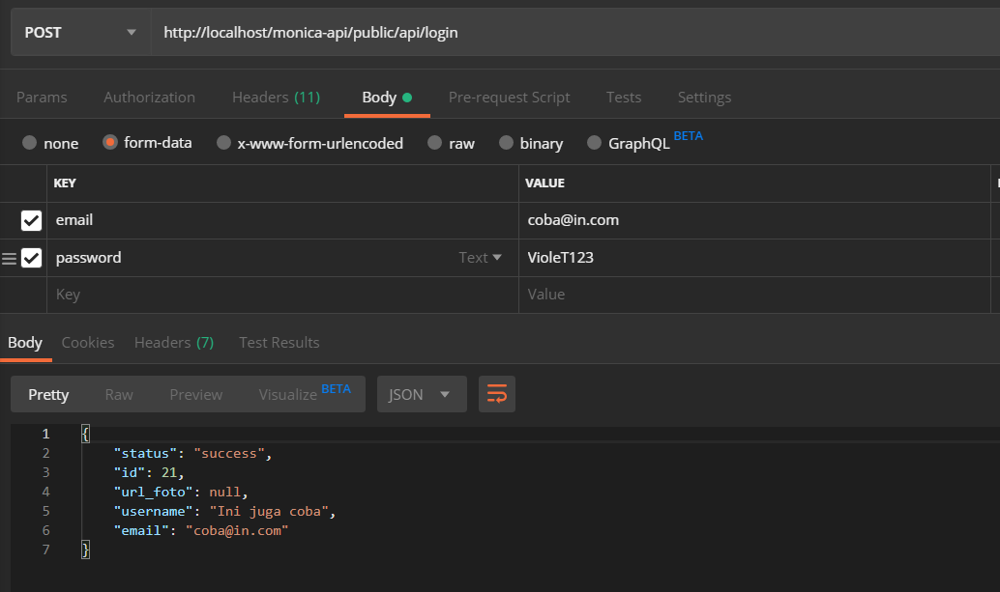 POST http://localhost/monica-api/public/api/login
Params Authorization Headers (11) Body Pre-request Script Tests Settings
none form-data x-www-form-urlencoded raw binary GraphQL BETA
KEY VALUE
email coba@in.com
password Text VioleT123
Key Value
Body Cookies Headers (7) Test Results
Pretty Raw Preview Visualize BETA JSON
1 {
2 "status": "success",
3 "id": 21,
4 "url_foto": null,
5 "username": "Ini juga coba",
6 "email": "coba@in.com"
7 }